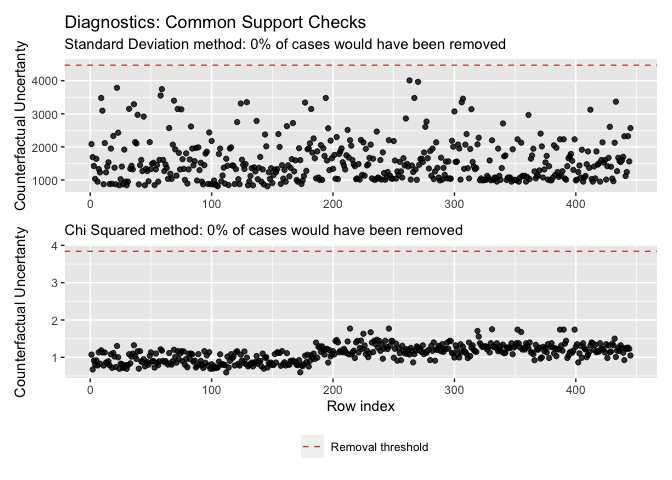 Diagnostics: Common Support Checks
Standard Deviation method: 0% of cases would have been removed
Counterfactual Uncertanty
4000
3000
2000
1000
0
100
200
300
400
Chi Squared method: 0% of cases would have been removed
Counterfactual Uncertanty
4
3
2
1
0
100
200
300
400
Row index
Removal threshold